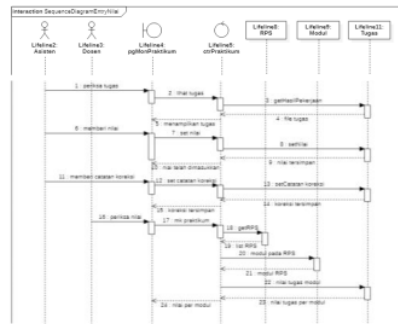 interaction SequenceDiagramEntryNilai
Lifeline2:
Asisten
Lifeline3:
Dosen
Lifeline4:
pgMonPraktikum
Lifeline5:
ctrPraktikum
RPS
Modul
Lifeline11:
Tugas
1 : periksa tugas
2 : lihat tugas
3 : getHasilPekerjaan
4 : file tugas
5 : menampilkan tugas
6 : memberi nilai
7 : set nilai
8 : setNilai
9 : nilai tersimpan
10 : nilai telah dimasukkan
11 : memberi catatan koreksi
12 : set catatan koreksi
13 : setCatatan koreksi
14 : koreksi tersimpan
15 : koreksi tersimpan
16 : periksa nilai
17 : mk praktikum
18 : getRPS
19 : list RPS
20 : modul pada RPS
21 : modul RPS
22 : nilai tugas modul
23 : nilai tugas per modul
24 : nilai per modul